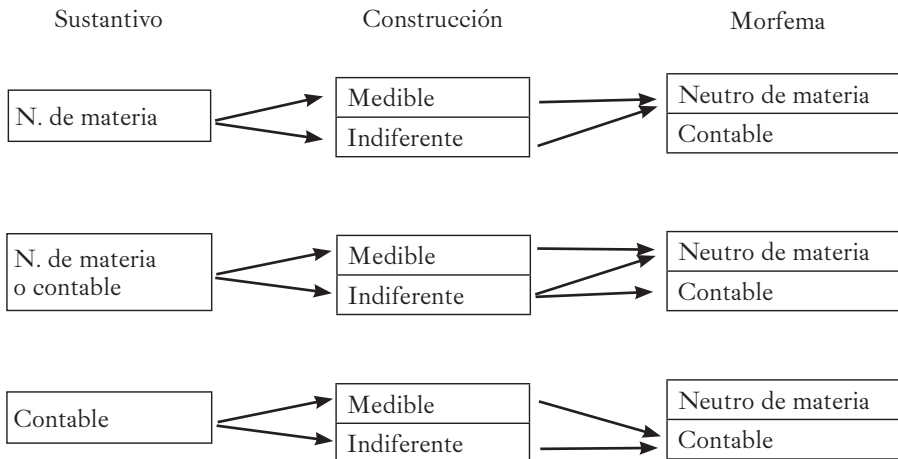 Sustantivo
Construcción
Morfema
N. de materia
Medible
Indiferente
Neutro de materia
Contable
N. de materia
o contable
Medible
Indiferente
Neutro de materia
Contable
Contable
Medible
Indiferente
Neutro de materia
Contable